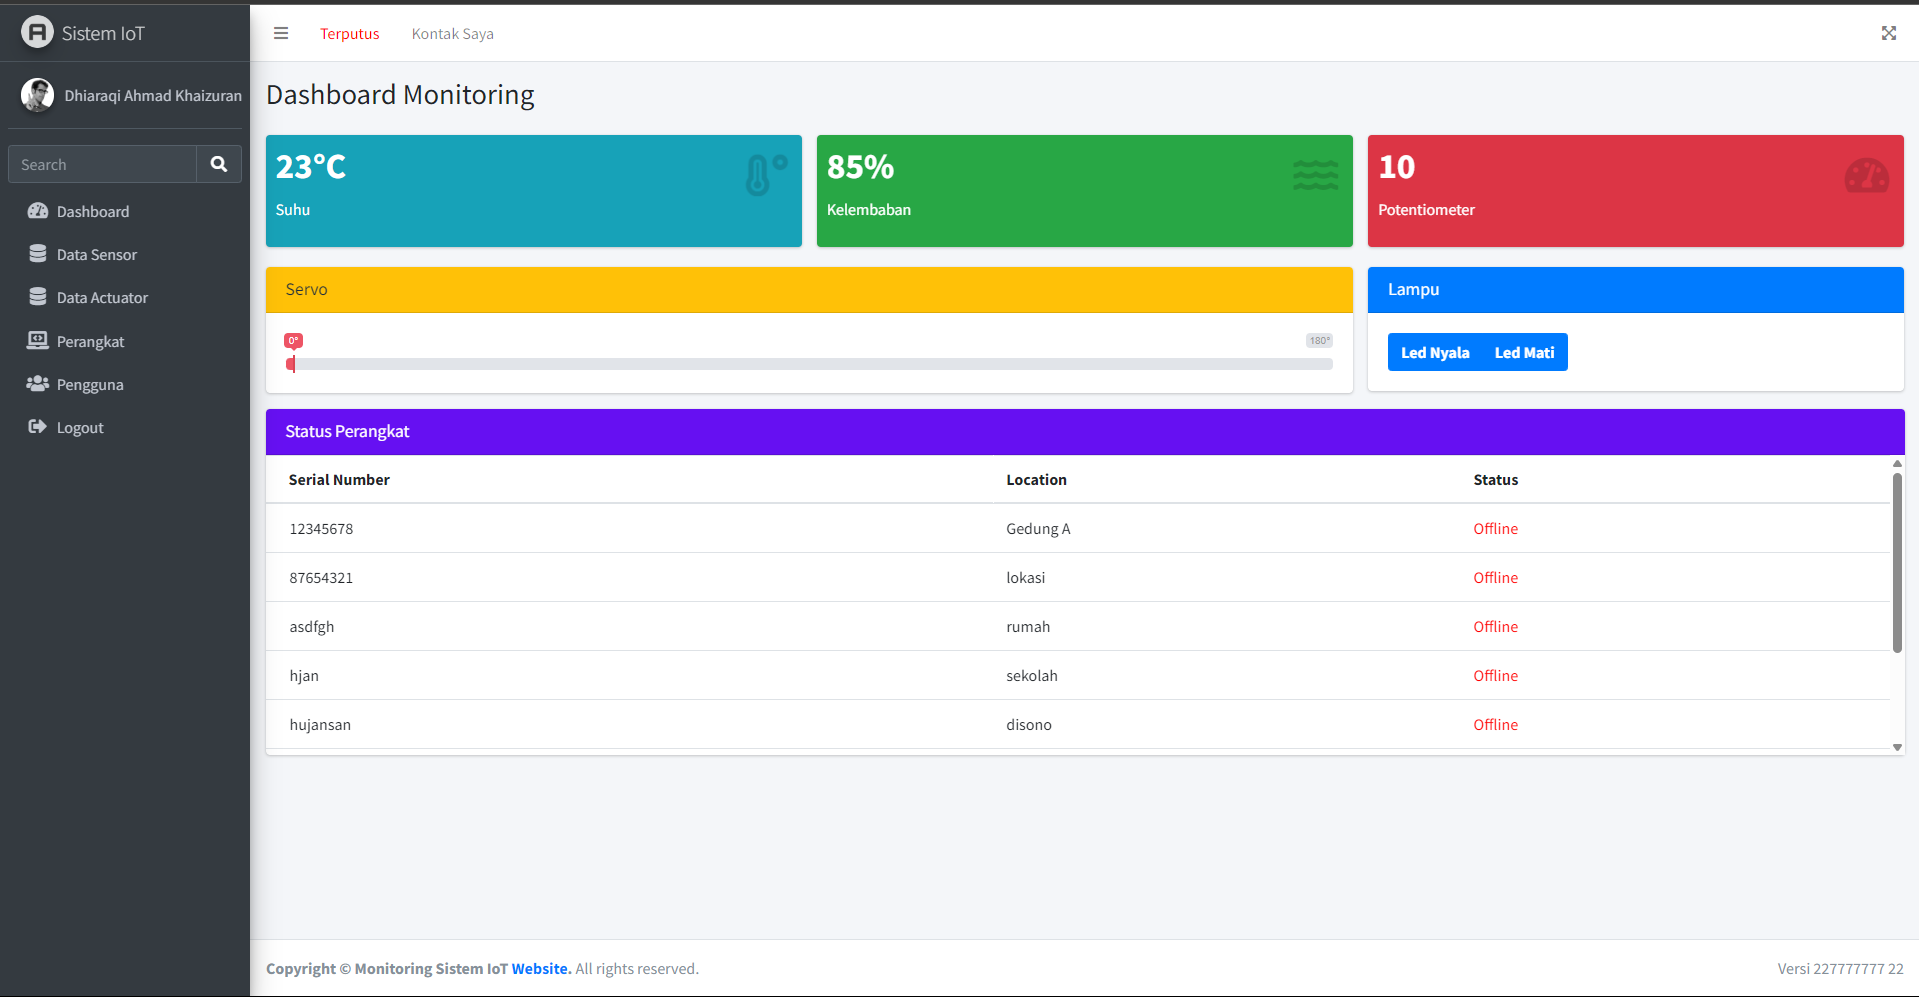 Sistem IoT
Terputus
Kontak Saya
Dhiaraqi Ahmad Khaizuran
Search
Dashboard
Data Sensor
Data Actuator
Perangkat
Pengguna
Logout
Dashboard Monitoring
23°C
Suhu
85%
Kelembaban
10
Potentiometer
Servo
0°
180°
Lampu
Led Nyala Led Mati
Status Perangkat
Serial Number Location Status
12345678 Gedung A Offline
87654321 lokasi Offline
asdfgh rumah Offline
hjan sekolah Offline
hujansan disono Offline
Copyright © Monitoring Sistem IoT Website. All rights reserved.
Versi 227777777 22